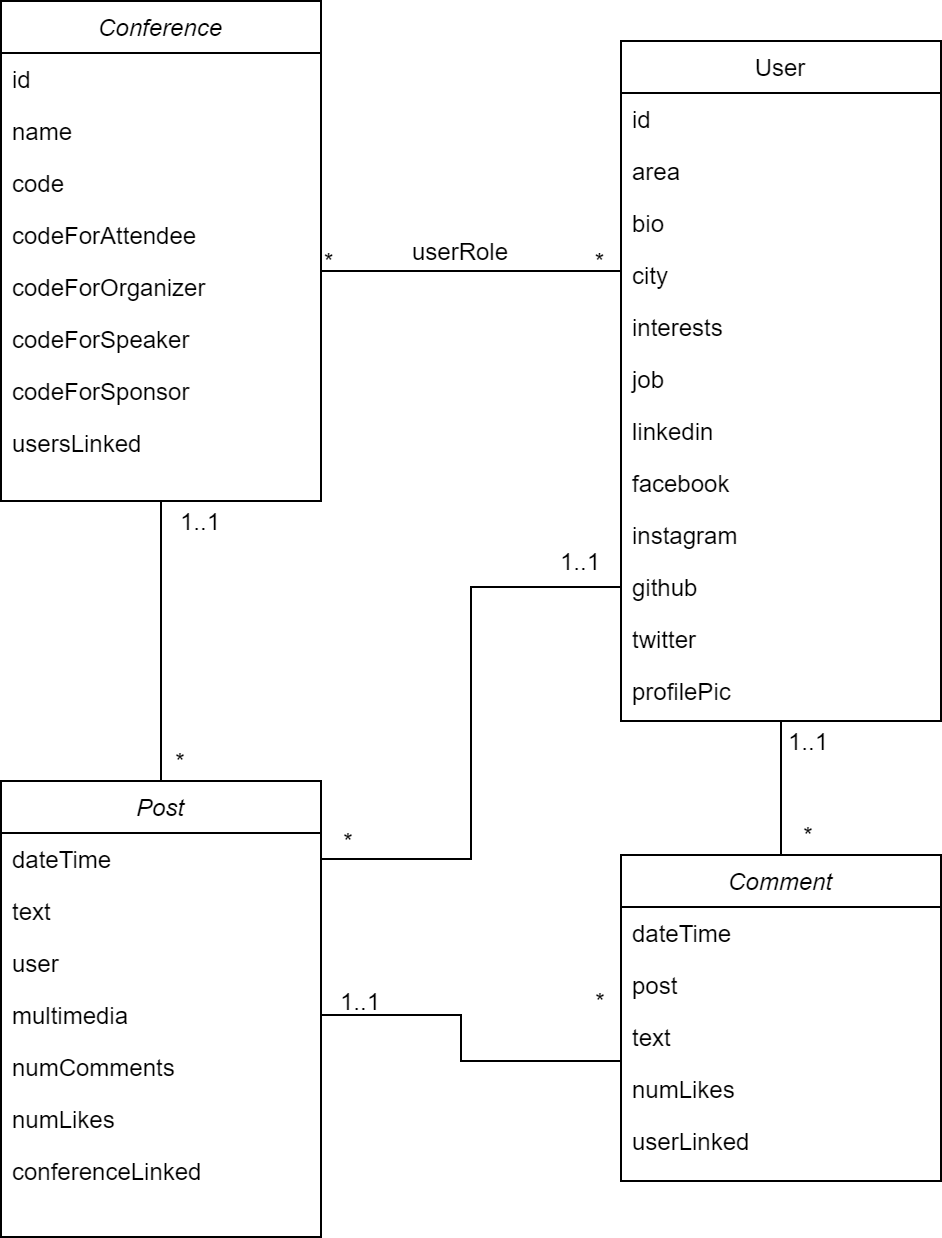 Conference
id
name
code
codeForAttendee
codeForOrganizer
codeForSpeaker
codeForSponsor
usersLinked
* userRole *
User
id
area
bio
city
interests
job
linkedin
facebook
instagram
github
twitter
profilePic
1..1
*
1..1
*
1..1
*
Post
dateTime
text
user
multimedia
numComments
numLikes
conferenceLinked
1..1
*
Comment
dateTime
post
text
numLikes
userLinked